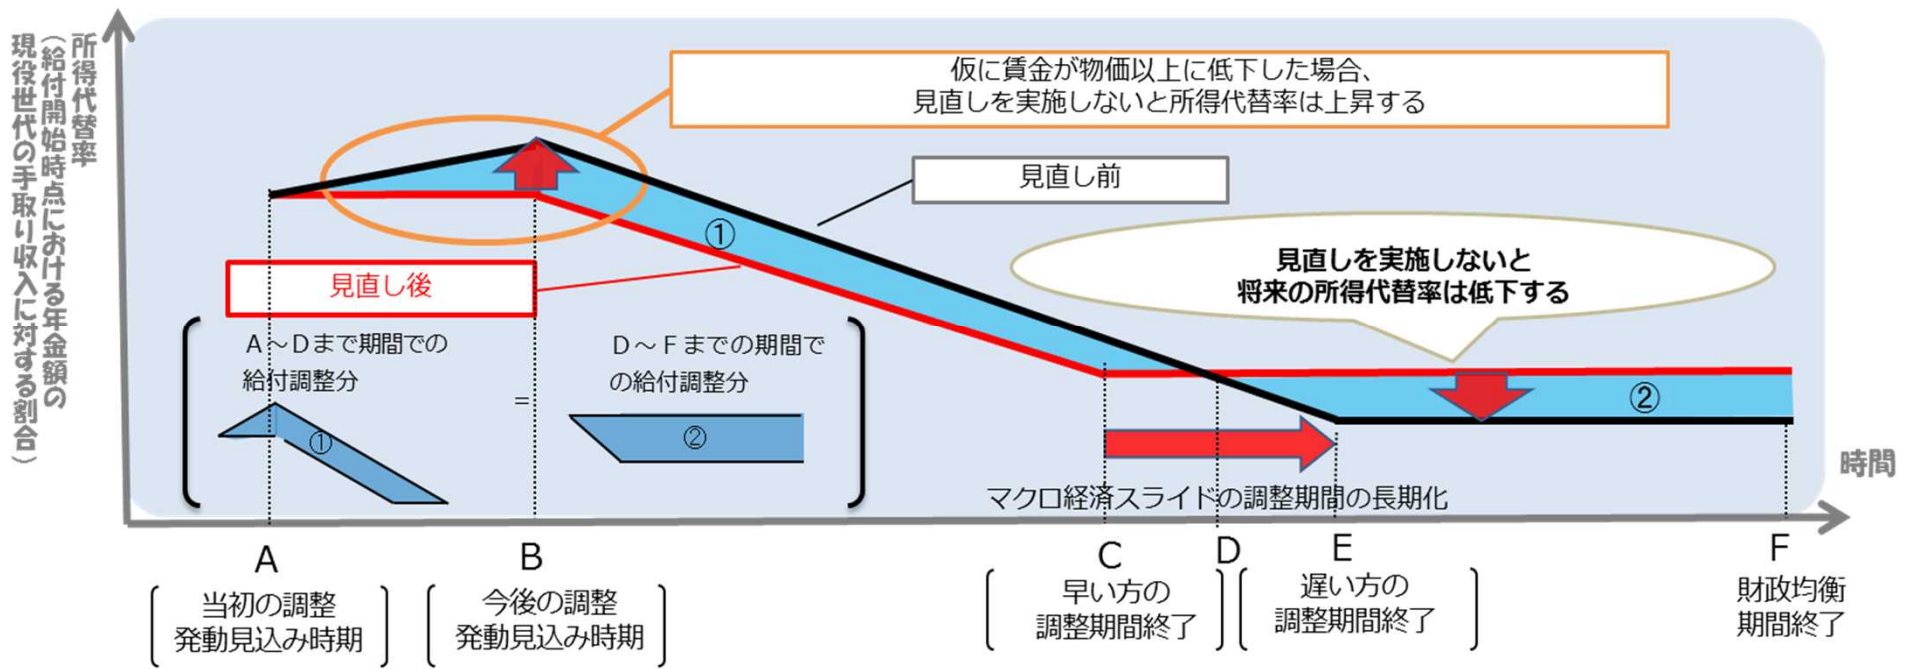 所得代替率
（給付開始時点における年金額の
現役世代の手取り収入に対する割合）
仮に賃金が物価以上に低下した場合、
見直しを実施しないと所得代替率は上昇する
見直し前
①
見直しを実施しないと
将来の所得代替率は低下する
見直し後
A～Dまで期間での
給付調整分
①
=
D～Fまでの期間で
の給付調整分
②
②
マクロ経済スライドの調整期間の長期化
時間
A
当初の調整
発動見込み時期
B
今後の調整
発動見込み時期
C
早い方の
調整期間終了
D
E
遅い方の
調整期間終了
F
財政均衡
期間終了